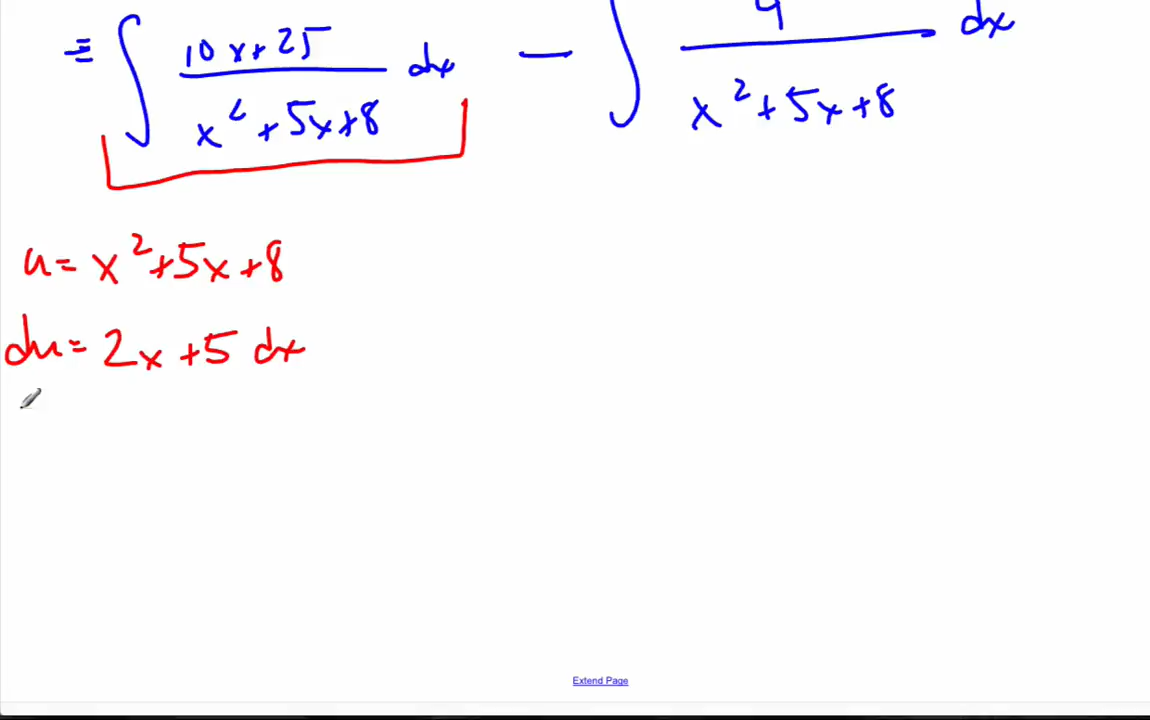 ≡ ∫ (10x+25)/(x²+5x+8) dx − ∫ 9/(x²+5x+8) dx
u= x²+5x+8
du= 2x+5 dx
Extend Page